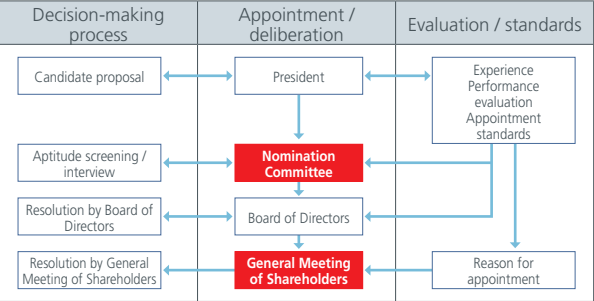 Decision-making
process
Appointment /
deliberation
Evaluation / standards
Candidate proposal
President
Experience
Performance
evaluation
Appointment
standards
Aptitude screening /
interview
Nomination
Committee
Resolution by Board of
Directors
Board of Directors
Resolution by General
Meeting of Shareholders
General Meeting
of Shareholders
Reason for
appointment